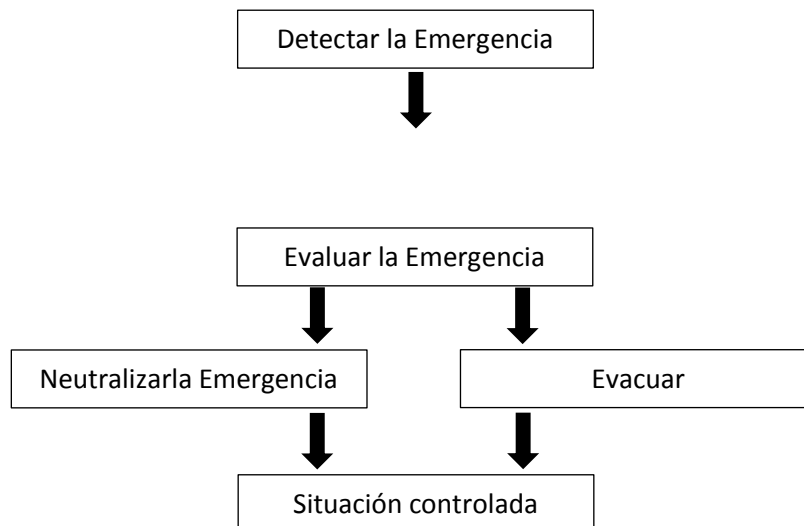 Detectar la Emergencia
Evaluar la Emergencia
Neutralizarla Emergencia
Evacuar
Situación controlada